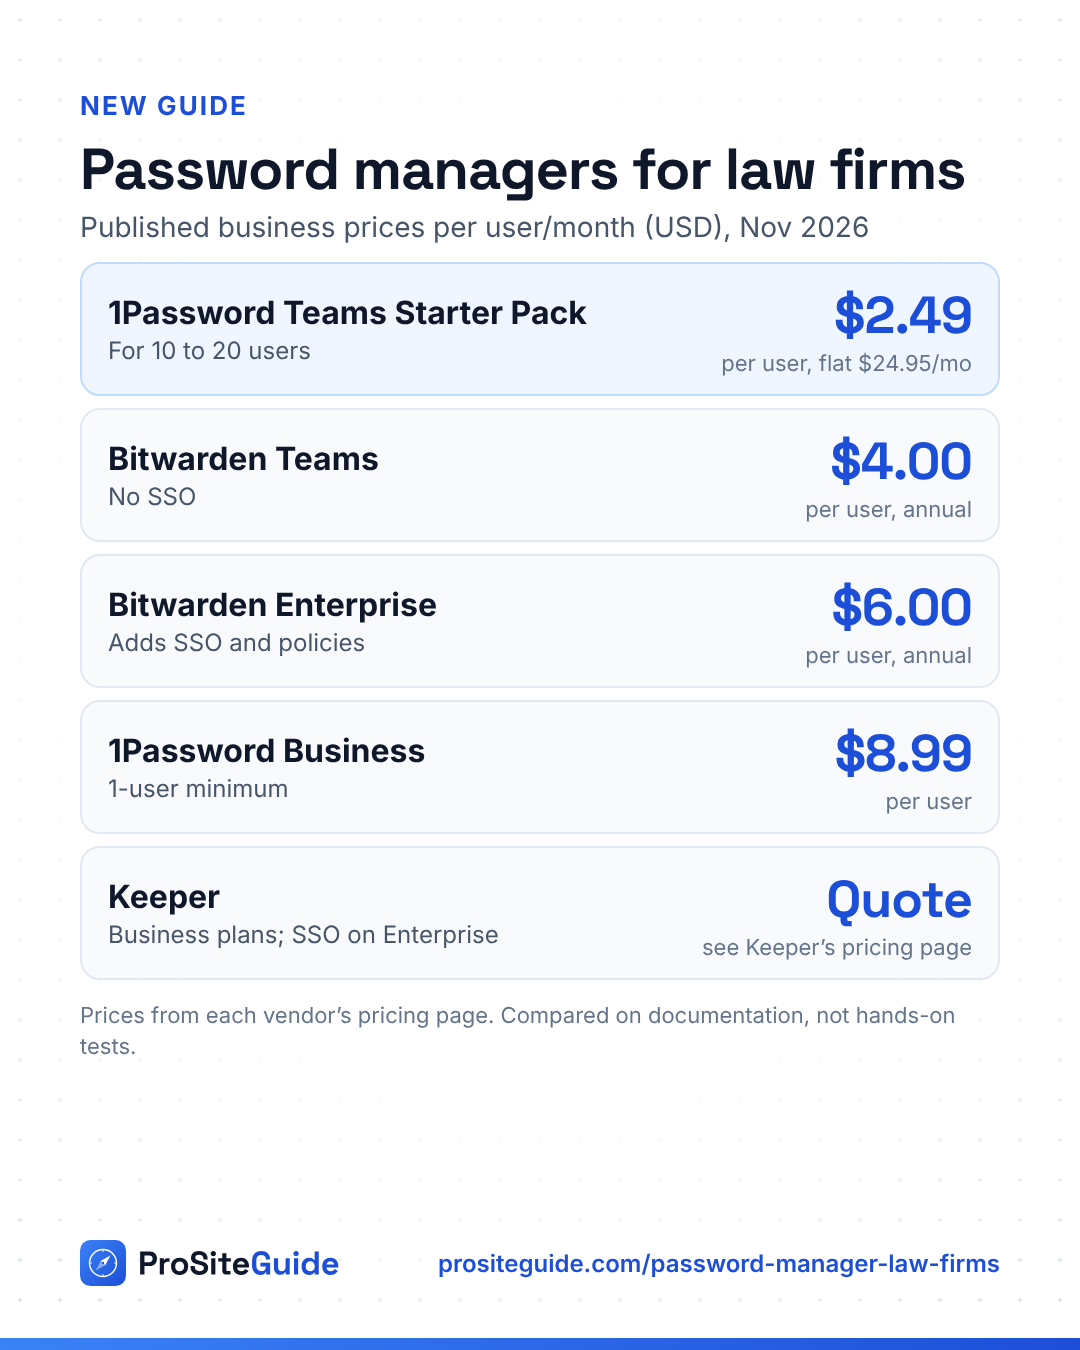 NEW GUIDE
Password managers for law firms
Published business prices per user/month (USD), Nov 2026
1Password Teams Starter Pack
For 10 to 20 users
$2.49
per user, flat $24.95/mo
Bitwarden Teams
No SSO
$4.00
per user, annual
Bitwarden Enterprise
Adds SSO and policies
$6.00
per user, annual
1Password Business
1-user minimum
$8.99
per user
Keeper
Business plans; SSO on Enterprise
Quote
see Keeper’s pricing page
Prices from each vendor’s pricing page. Compared on documentation, not hands-on
tests.
ProSiteGuide
prositeguide.com/password-manager-law-firms